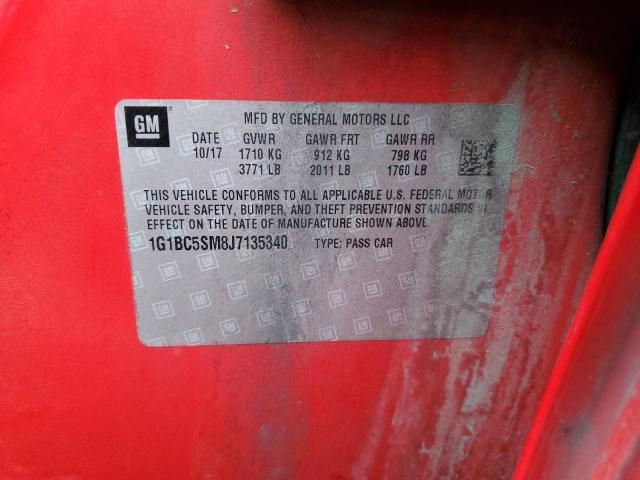 GM
MFD BY GENERAL MOTORS LLC
DATE GVWR GAWR FRT GAWR RR
10/17 1710 KG 912 KG 798 KG
3771 LB 2011 LB 1760 LB
THIS VEHICLE CONFORMS TO ALL APPLICABLE U.S. FEDERAL MOTOR
VEHICLE SAFETY, BUMPER, AND THEFT PREVENTION STANDARDS IN
EFFECT ON THE DATE OF MANUFACTURE SHOWN ABOVE.
1G1BC5SM8J7135340 TYPE: PASS CAR